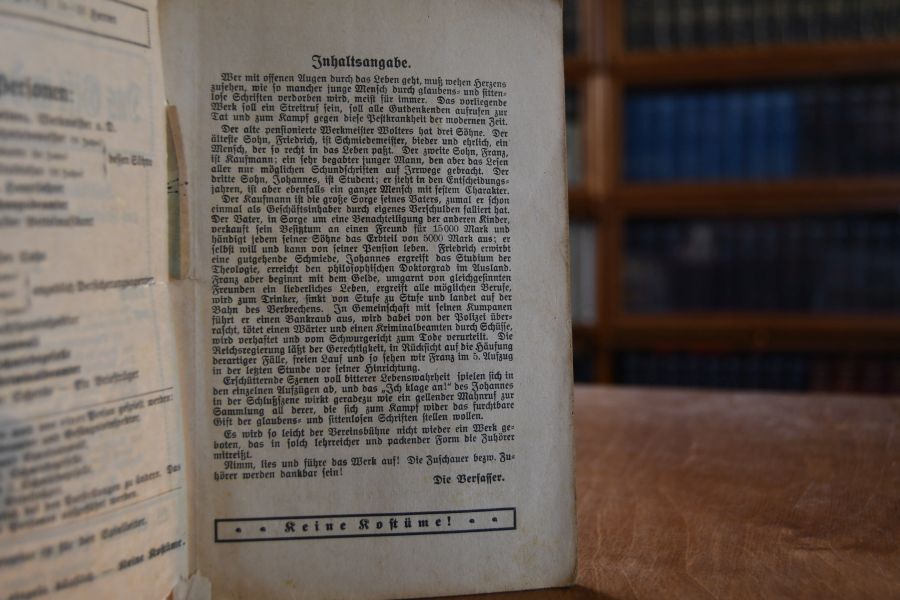 Personen:
dessen Söhne
Inhaltsangabe.
Wer mit offenen Augen durch das Leben geht, muß wehen Herzens
zusehen, wie so mancher junge Mensch durch glaubens- und sitten-
lose Schriften verdorben wird, meist für immer. Das vorliegende
Werk soll ein Streitruf sein, soll alle Gutdenkenden aufrufen zur
Tat und zum Kampf gegen diese Pestkrankheit der modernen Zeit.
Der alte pensionierte Werkmeister Wolters hat drei Söhne. Der
älteste Sohn, Friedrich, ist Schmiedemeister, bieder und ehrlich, ein
Mensch, der so recht in das Leben paßt. Der zweite Sohn, Franz,
ist Kaufmann; ein sehr begabter junger Mann, den aber das Lesen
aller nur möglichen Schundschriften auf Irrwege gebracht. Der
dritte Sohn, Johannes, ist Student; er steht in den Entscheidungs-
jahren, ist aber ebenfalls ein ganzer Mensch mit festem Charakter.
Der Kaufmann ist die große Sorge seines Vaters, zumal er schon
einmal als Geschäftsinhaber durch eigenes Verschulden falliert hat.
Der Vater, in Sorge um eine Benachteiligung der anderen Kinder,
verkauft sein Besitztum an einen Freund für 15000 Mark und
händigt jedem seiner Söhne das Erbteil von 5000 Mark aus; er
selbst will und kann von seiner Pension leben. Friedrich erwirbt
eine gutgehende Schmiede, Johannes ergreift das Studium der
Theologie, erreicht den philosophischen Doktorgrad im Ausland.
Franz aber beginnt mit dem Gelde, umgarnt von gleichgesinnten
Freunden ein liederliches Leben, ergreift alle möglichen Berufe,
wird zum Trinker, sinkt von Stufe zu Stufe und landet auf der
Bahn des Verbrechens. In Gemeinschaft mit seinen Kumpanen
führt er einen Bankraub aus, wird dabei von der Polizei über-
rascht, tötet einen Wärter und einen Kriminalbeamten durch Schüsse,
wird verhaftet und vom Schwurgericht zum Tode verurteilt. Die
Reichsregierung läßt der Gerechtigkeit, in Rücksicht auf die Häufung
derartiger Fälle, freien Lauf und so sehen wir Franz im 5. Aufzug
in der letzten Stunde vor seiner Hinrichtung.
Erschütternde Szenen voll bitterer Lebenswahrheit spielen sich in
den einzelnen Aufzügen ab, und das „Ich klage an!“ des Johannes
in der Schlußszene wirkt geradezu wie ein gellender Mahnruf zur
Sammlung all derer, die sich zum Kampf wider das furchtbare
Gift der glaubens- und sittenlosen Schriften stellen wollen.
Es wird so leicht der Vereinsbühne nicht wieder ein Werk ge-
boten, das in solch lehrreicher und packender Form die Zuhörer
mitreißt.
Nimm, lies und führe das Werk auf! Die Zuschauer bezw. Zu-
hörer werden dankbar sein!
Die Verfasser.
Keine Kostüme!